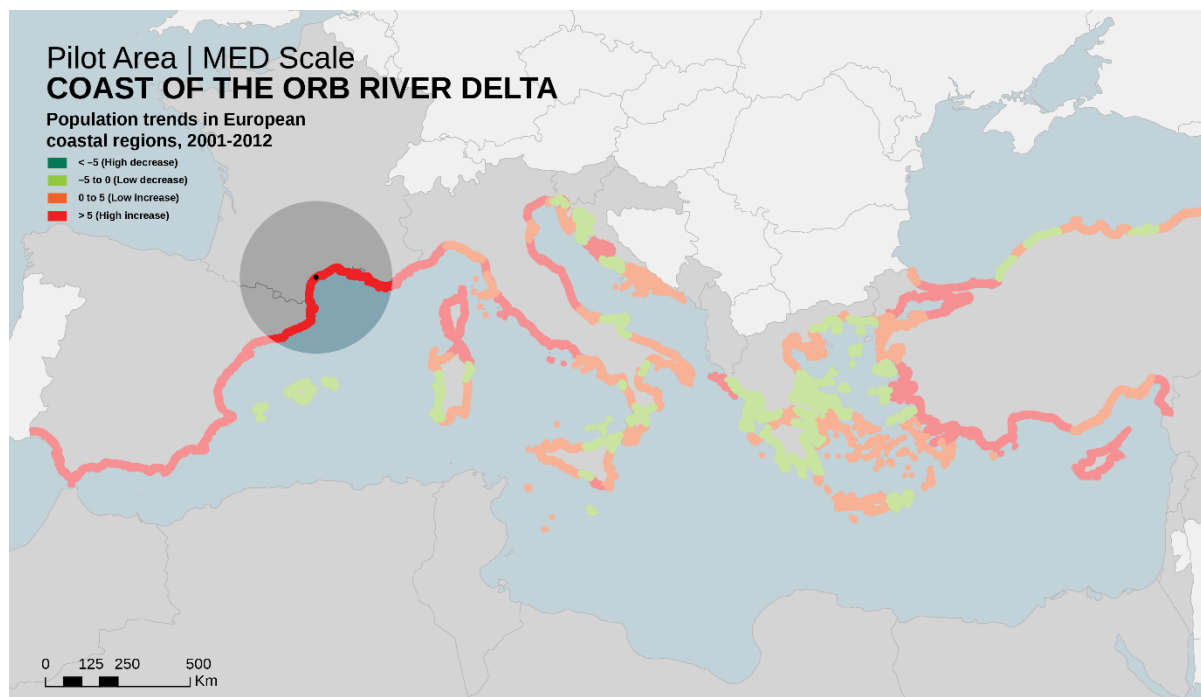 Pilot Area | MED Scale
COAST OF THE ORB RIVER DELTA
Population trends in European
coastal regions, 2001-2012
< –5 (High decrease)
–5 to 0 (Low decrease)
0 to 5 (Low increase)
> 5 (High increase)
0 125 250 500
Km